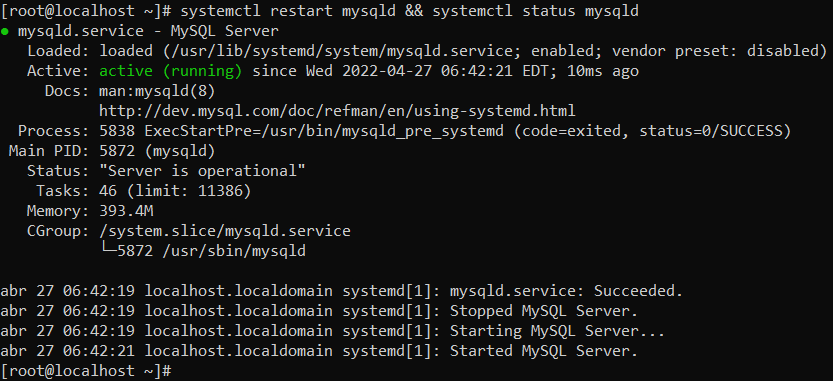 [root@localhost ~]# systemctl restart mysqld && systemctl status mysqld
● mysqld.service - MySQL Server
   Loaded: loaded (/usr/lib/systemd/system/mysqld.service; enabled; vendor preset: disabled)
   Active: active (running) since Wed 2022-04-27 06:42:21 EDT; 10ms ago
     Docs: man:mysqld(8)
           http://dev.mysql.com/doc/refman/en/using-systemd.html
  Process: 5838 ExecStartPre=/usr/bin/mysqld_pre_systemd (code=exited, status=0/SUCCESS)
 Main PID: 5872 (mysqld)
   Status: "Server is operational"
    Tasks: 46 (limit: 11386)
   Memory: 393.4M
   CGroup: /system.slice/mysqld.service
           └─5872 /usr/sbin/mysqld

abr 27 06:42:19 localhost.localdomain systemd[1]: mysqld.service: Succeeded.
abr 27 06:42:19 localhost.localdomain systemd[1]: Stopped MySQL Server.
abr 27 06:42:19 localhost.localdomain systemd[1]: Starting MySQL Server...
abr 27 06:42:21 localhost.localdomain systemd[1]: Started MySQL Server.
[root@localhost ~]#